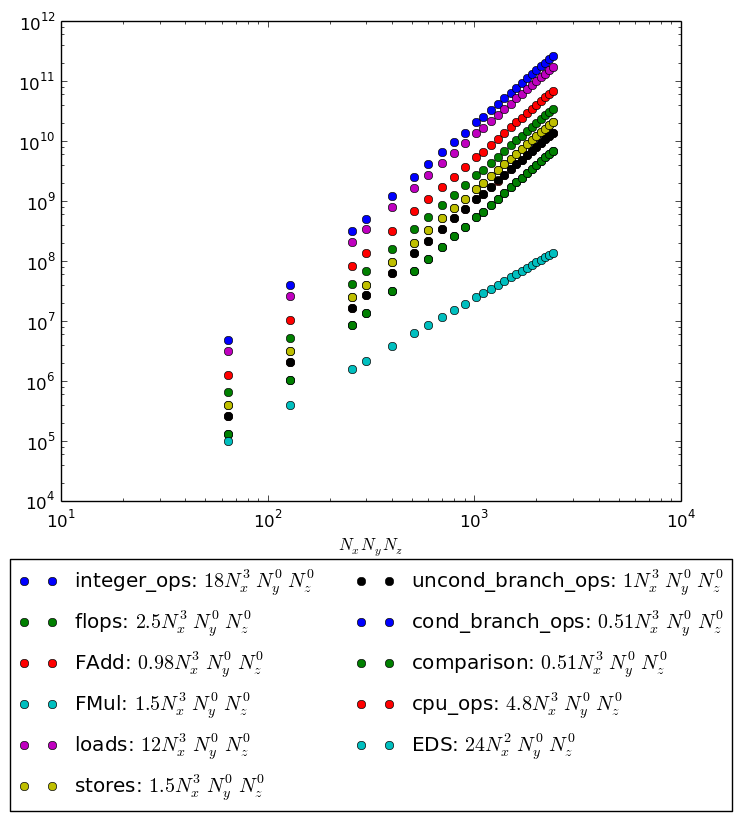 10^12
10^11
10^10
10^9
10^8
10^7
10^6
10^5
10^4
10^1 10^2 10^3 10^4
N_x N_y N_z
integer_ops: 18N_x^3 N_y^0 N_z^0
flops: 2.5N_x^3 N_y^0 N_z^0
FAdd: 0.98N_x^3 N_y^0 N_z^0
FMul: 1.5N_x^3 N_y^0 N_z^0
loads: 12N_x^3 N_y^0 N_z^0
stores: 1.5N_x^3 N_y^0 N_z^0
uncond_branch_ops: 1N_x^3 N_y^0 N_z^0
cond_branch_ops: 0.51N_x^3 N_y^0 N_z^0
comparison: 0.51N_x^3 N_y^0 N_z^0
cpu_ops: 4.8N_x^3 N_y^0 N_z^0
EDS: 24N_x^2 N_y^0 N_z^0